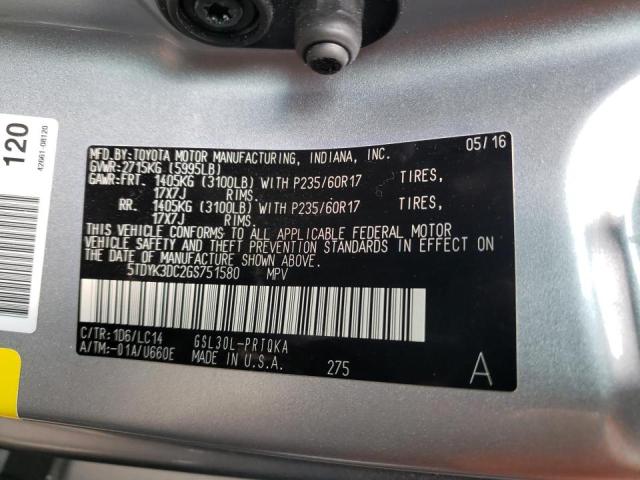 120
42661-08120
MFD.BY:TOYOTA MOTOR MANUFACTURING, INDIANA, INC. 05/16
GVWR:2715KG (5995LB)
GAWR:FRT. 1405KG (3100LB) WITH P235/60R17 TIRES,
17X7J RIMS.
RR. 1405KG (3100LB) WITH P235/60R17 TIRES,
17X7J RIMS.
THIS VEHICLE CONFORMS TO ALL APPLICABLE FEDERAL MOTOR
VEHICLE SAFETY AND THEFT PREVENTION STANDARDS IN EFFECT
ON THE DATE OF MANUFACTURE SHOWN ABOVE.
5TDYK3DC2GS751580 MPV
C/TR: 1D6/LC14 GSL30L-PRTQKA
A/TM:-01A/U660E MADE IN U.S.A. 275 A